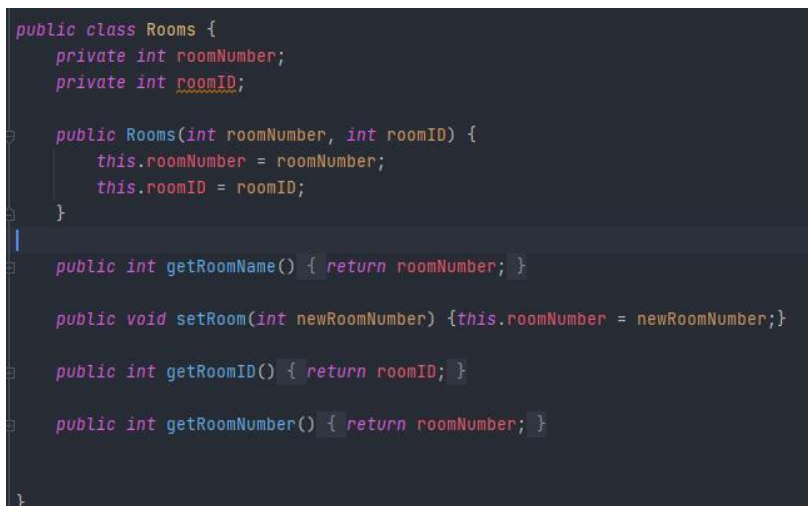 public class Rooms {
private int roomNumber;
private int roomID;
public Rooms(int roomNumber, int roomID) {
this.roomNumber = roomNumber;
this.roomID = roomID;
}
public int getRoomName() { return roomNumber; }
public void setRoom(int newRoomNumber) {this.roomNumber = newRoomNumber;}
public int getRoomID() { return roomID; }
public int getRoomNumber() { return roomNumber; }
}